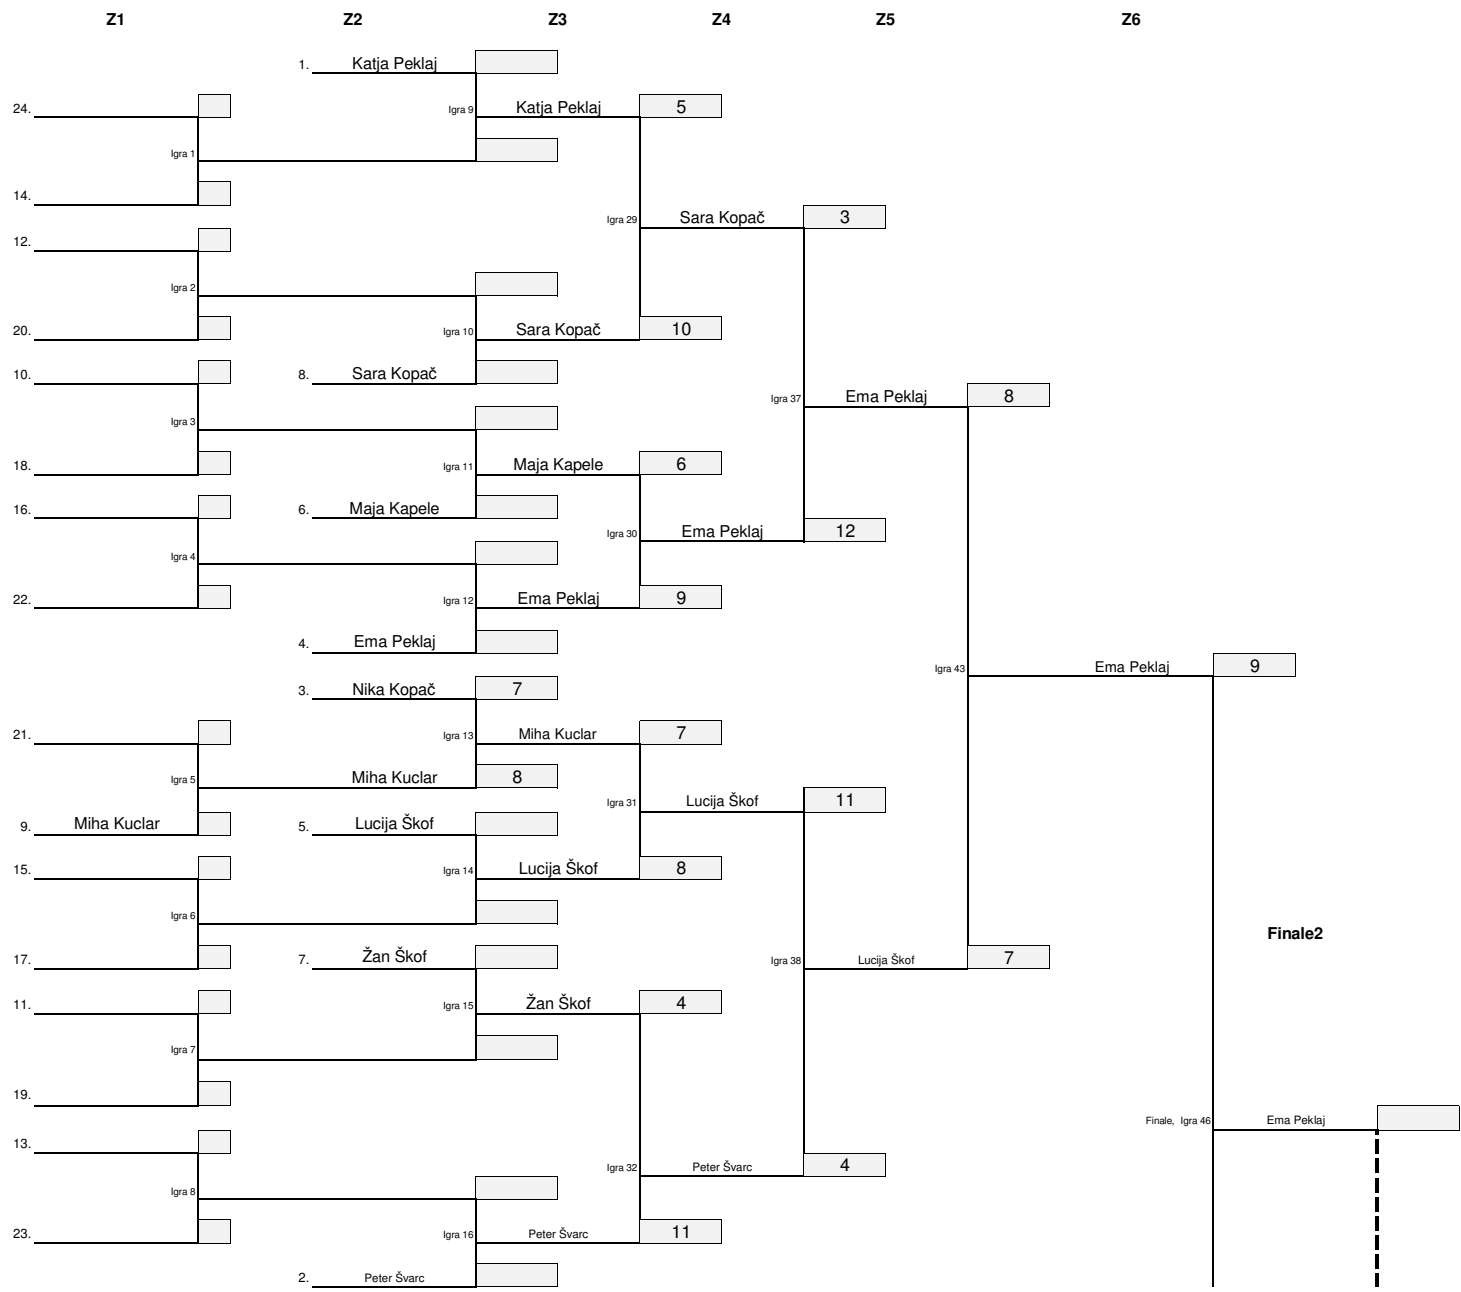 Z1 Z2 Z3 Z4 Z5 Z6
1. Katja Peklaj
24. Igra 9 Katja Peklaj 5
Igra 1
14.
Igra 29 Sara Kopač 3
12.
Igra 2
20. Igra 10 Sara Kopač 10
10. 8. Sara Kopač
Igra 37 Ema Peklaj 8
Igra 3
18. Igra 11 Maja Kapele 6
16. 6. Maja Kapele
Igra 30 Ema Peklaj 12
Igra 4
22. Igra 12 Ema Peklaj 9
4. Ema Peklaj
Igra 43 Ema Peklaj 9
3. Nika Kopač 7
21. Igra 13 Miha Kuclar 7
Igra 5 Miha Kuclar 8
Igra 31 Lucija Škof 11
9. Miha Kuclar 5. Lucija Škof
15. Igra 14 Lucija Škof 8
Igra 6
Finale2
17. 7. Žan Škof Igra 38 Lucija Škof 7
11. Igra 15 Žan Škof 4
Igra 7
19.
Finale, Igra 46 Ema Peklaj
13.
Igra 32 Peter Švarc 4
Igra 8
23. Igra 16 Peter Švarc 11
2. Peter Švarc